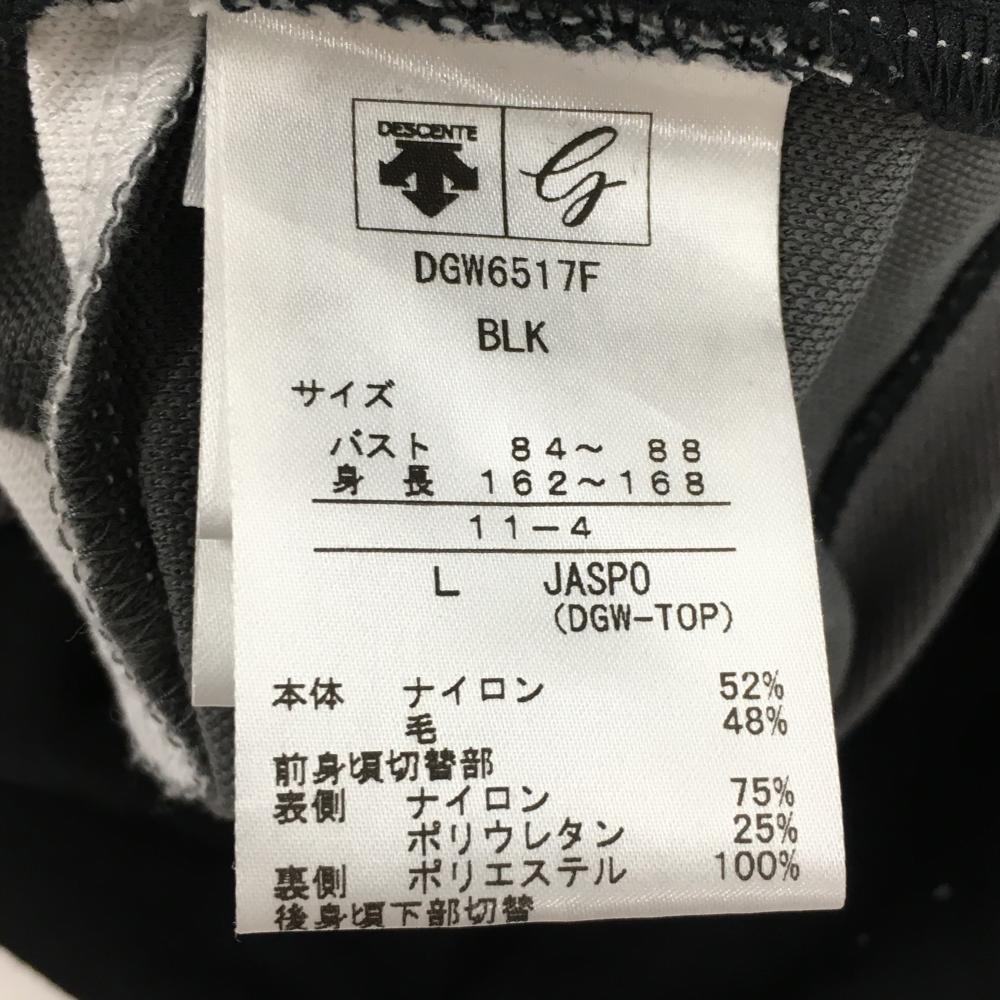 DESCENTE G
DGW6517F
BLK
サイズ
バスト 84〜 88
身 長 162〜168
11−4
L JASPO
(DGW-TOP)
本体 ナイロン 52%
毛 48%
前身頃切替部
表側 ナイロン 75%
ポリウレタン 25%
裏側 ポリエステル 100%
後身頃下部切替